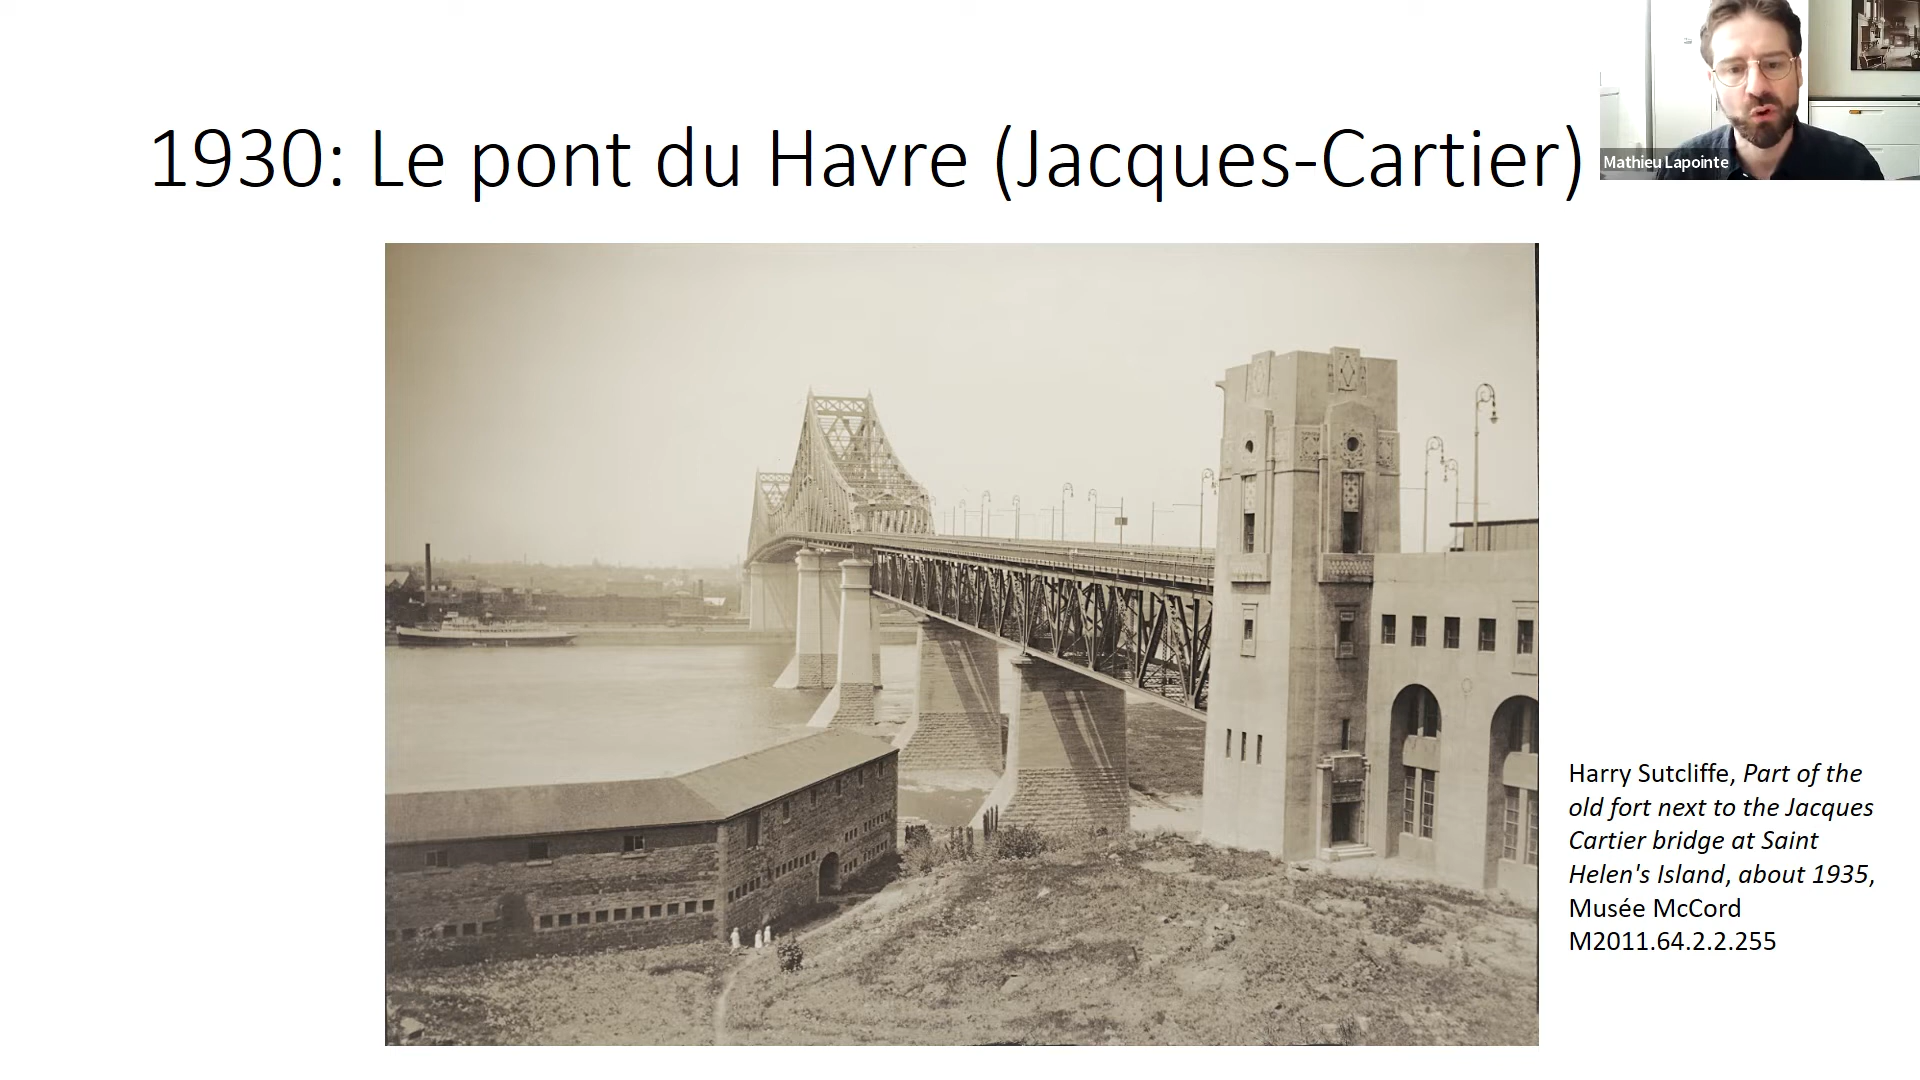 1930: Le pont du Havre (Jacques-Cartier)
Mathieu Lapointe
Harry Sutcliffe, Part of the
old fort next to the Jacques
Cartier bridge at Saint
Helen's Island, about 1935,
Musée McCord
M2011.64.2.2.255